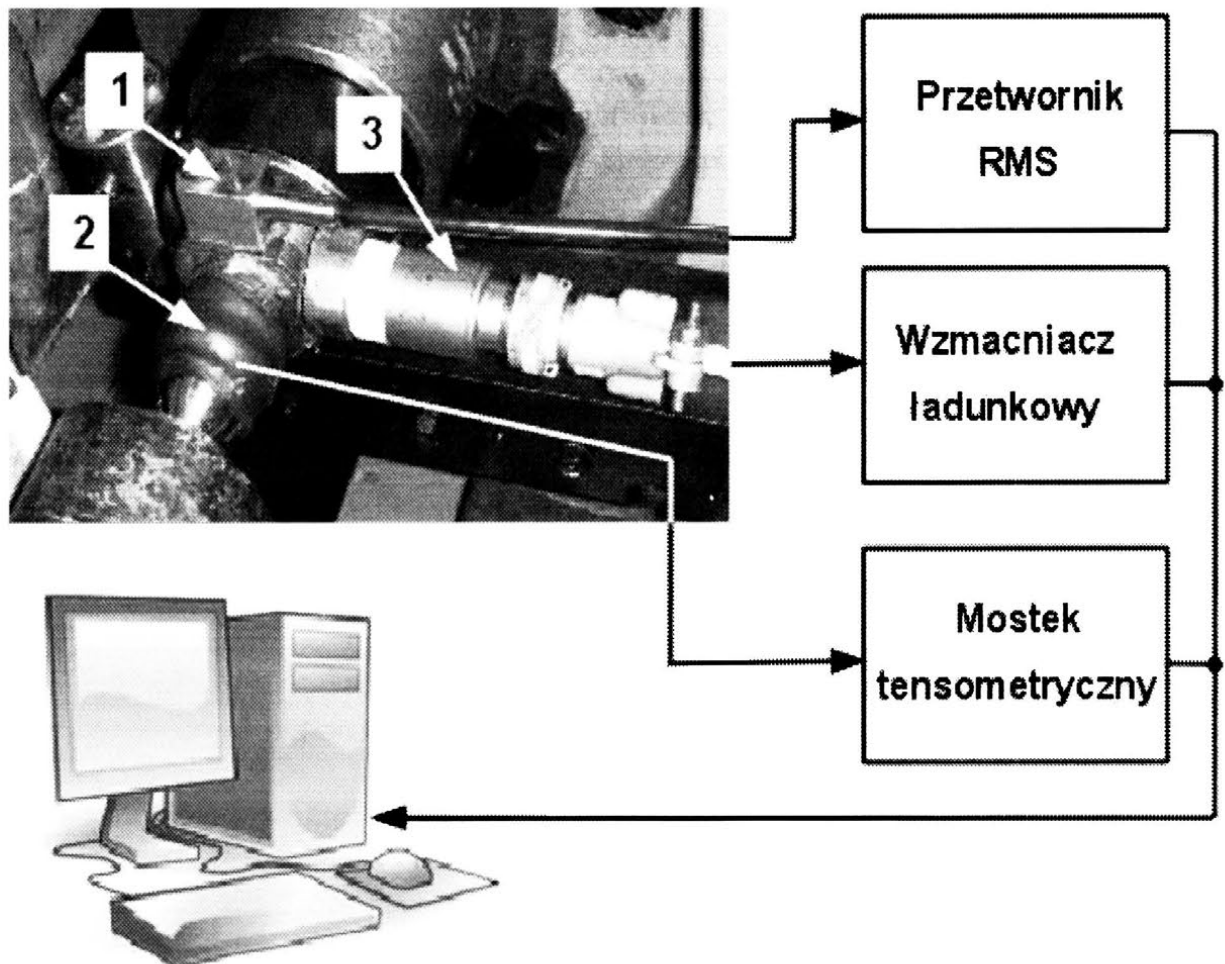 1
3
2
Przetwornik
RMS
Wzmacniacz
ładunkowy
Mostek
tensometryczny